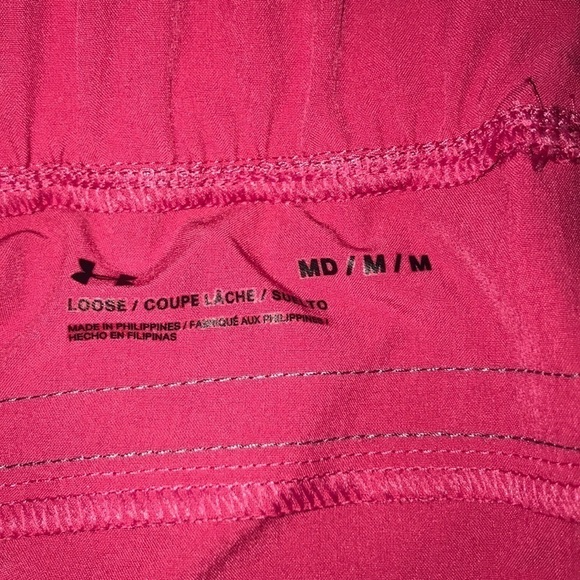 MD / M / M
LOOSE / COUPE LÂCHE / SUELTO
MADE IN PHILIPPINES / FABRIQUÉ AUX PHILIPPINES /
HECHO EN FILIPINAS